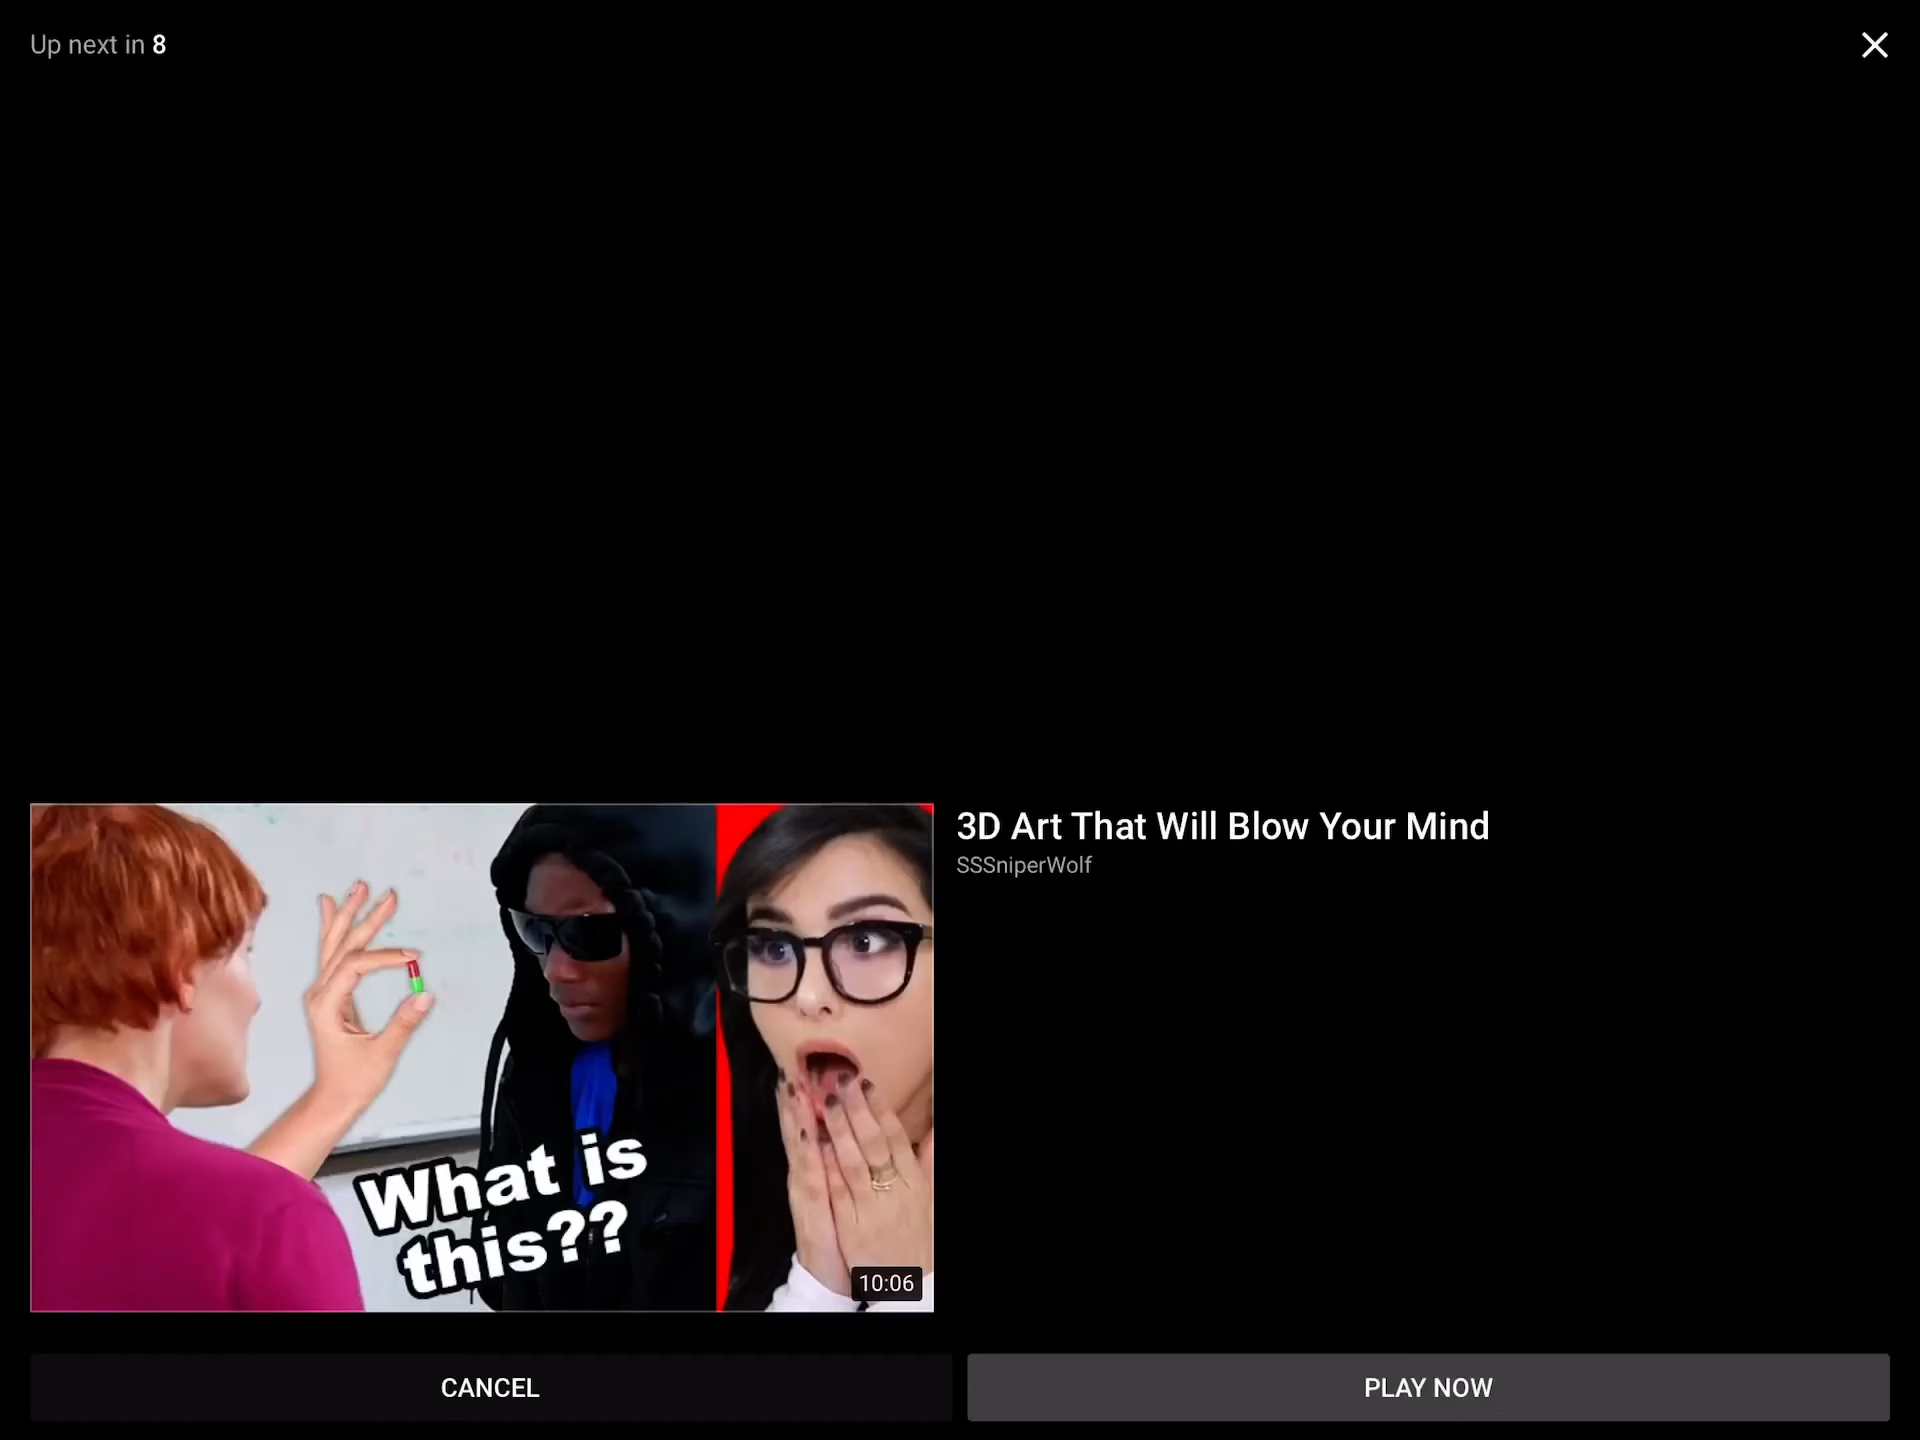 Up next in 8
3D Art That Will Blow Your Mind
SSSniperWolf
What is
this??
10:06
CANCEL
PLAY NOW